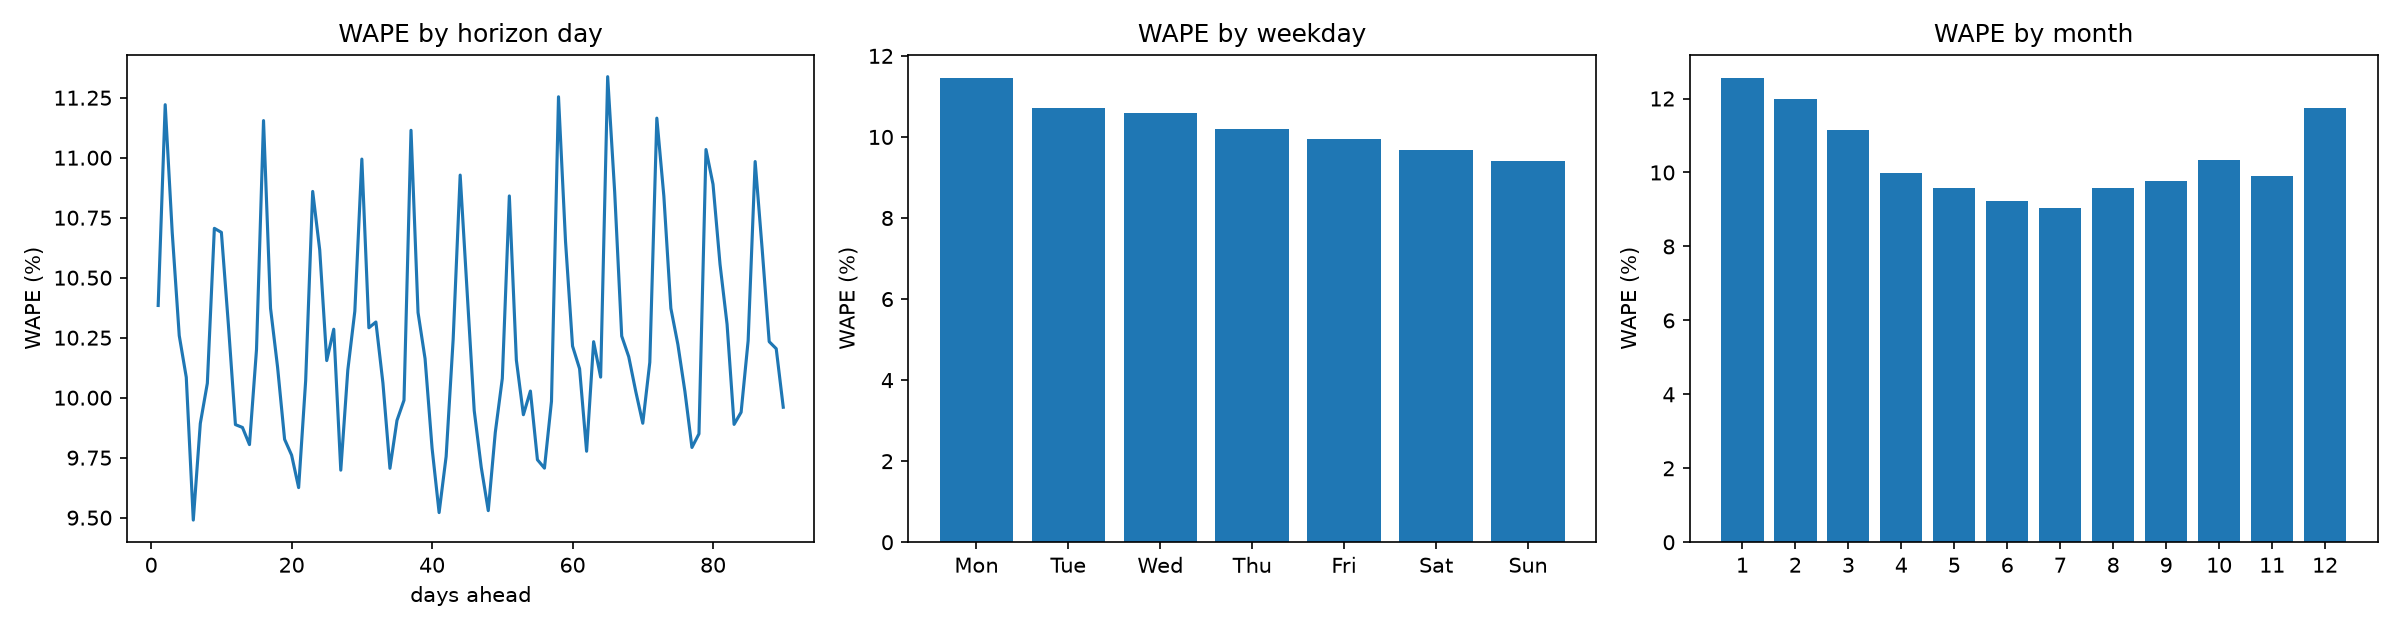 WAPE by horizon day
WAPE (%)
11.25
11.00
10.75
10.50
10.25
10.00
9.75
9.50
0 20 40 60 80
days ahead
WAPE by weekday
WAPE (%)
12
10
8
6
4
2
0
Mon Tue Wed Thu Fri Sat Sun
WAPE by month
WAPE (%)
12
10
8
6
4
2
0
1 2 3 4 5 6 7 8 9 10 11 12